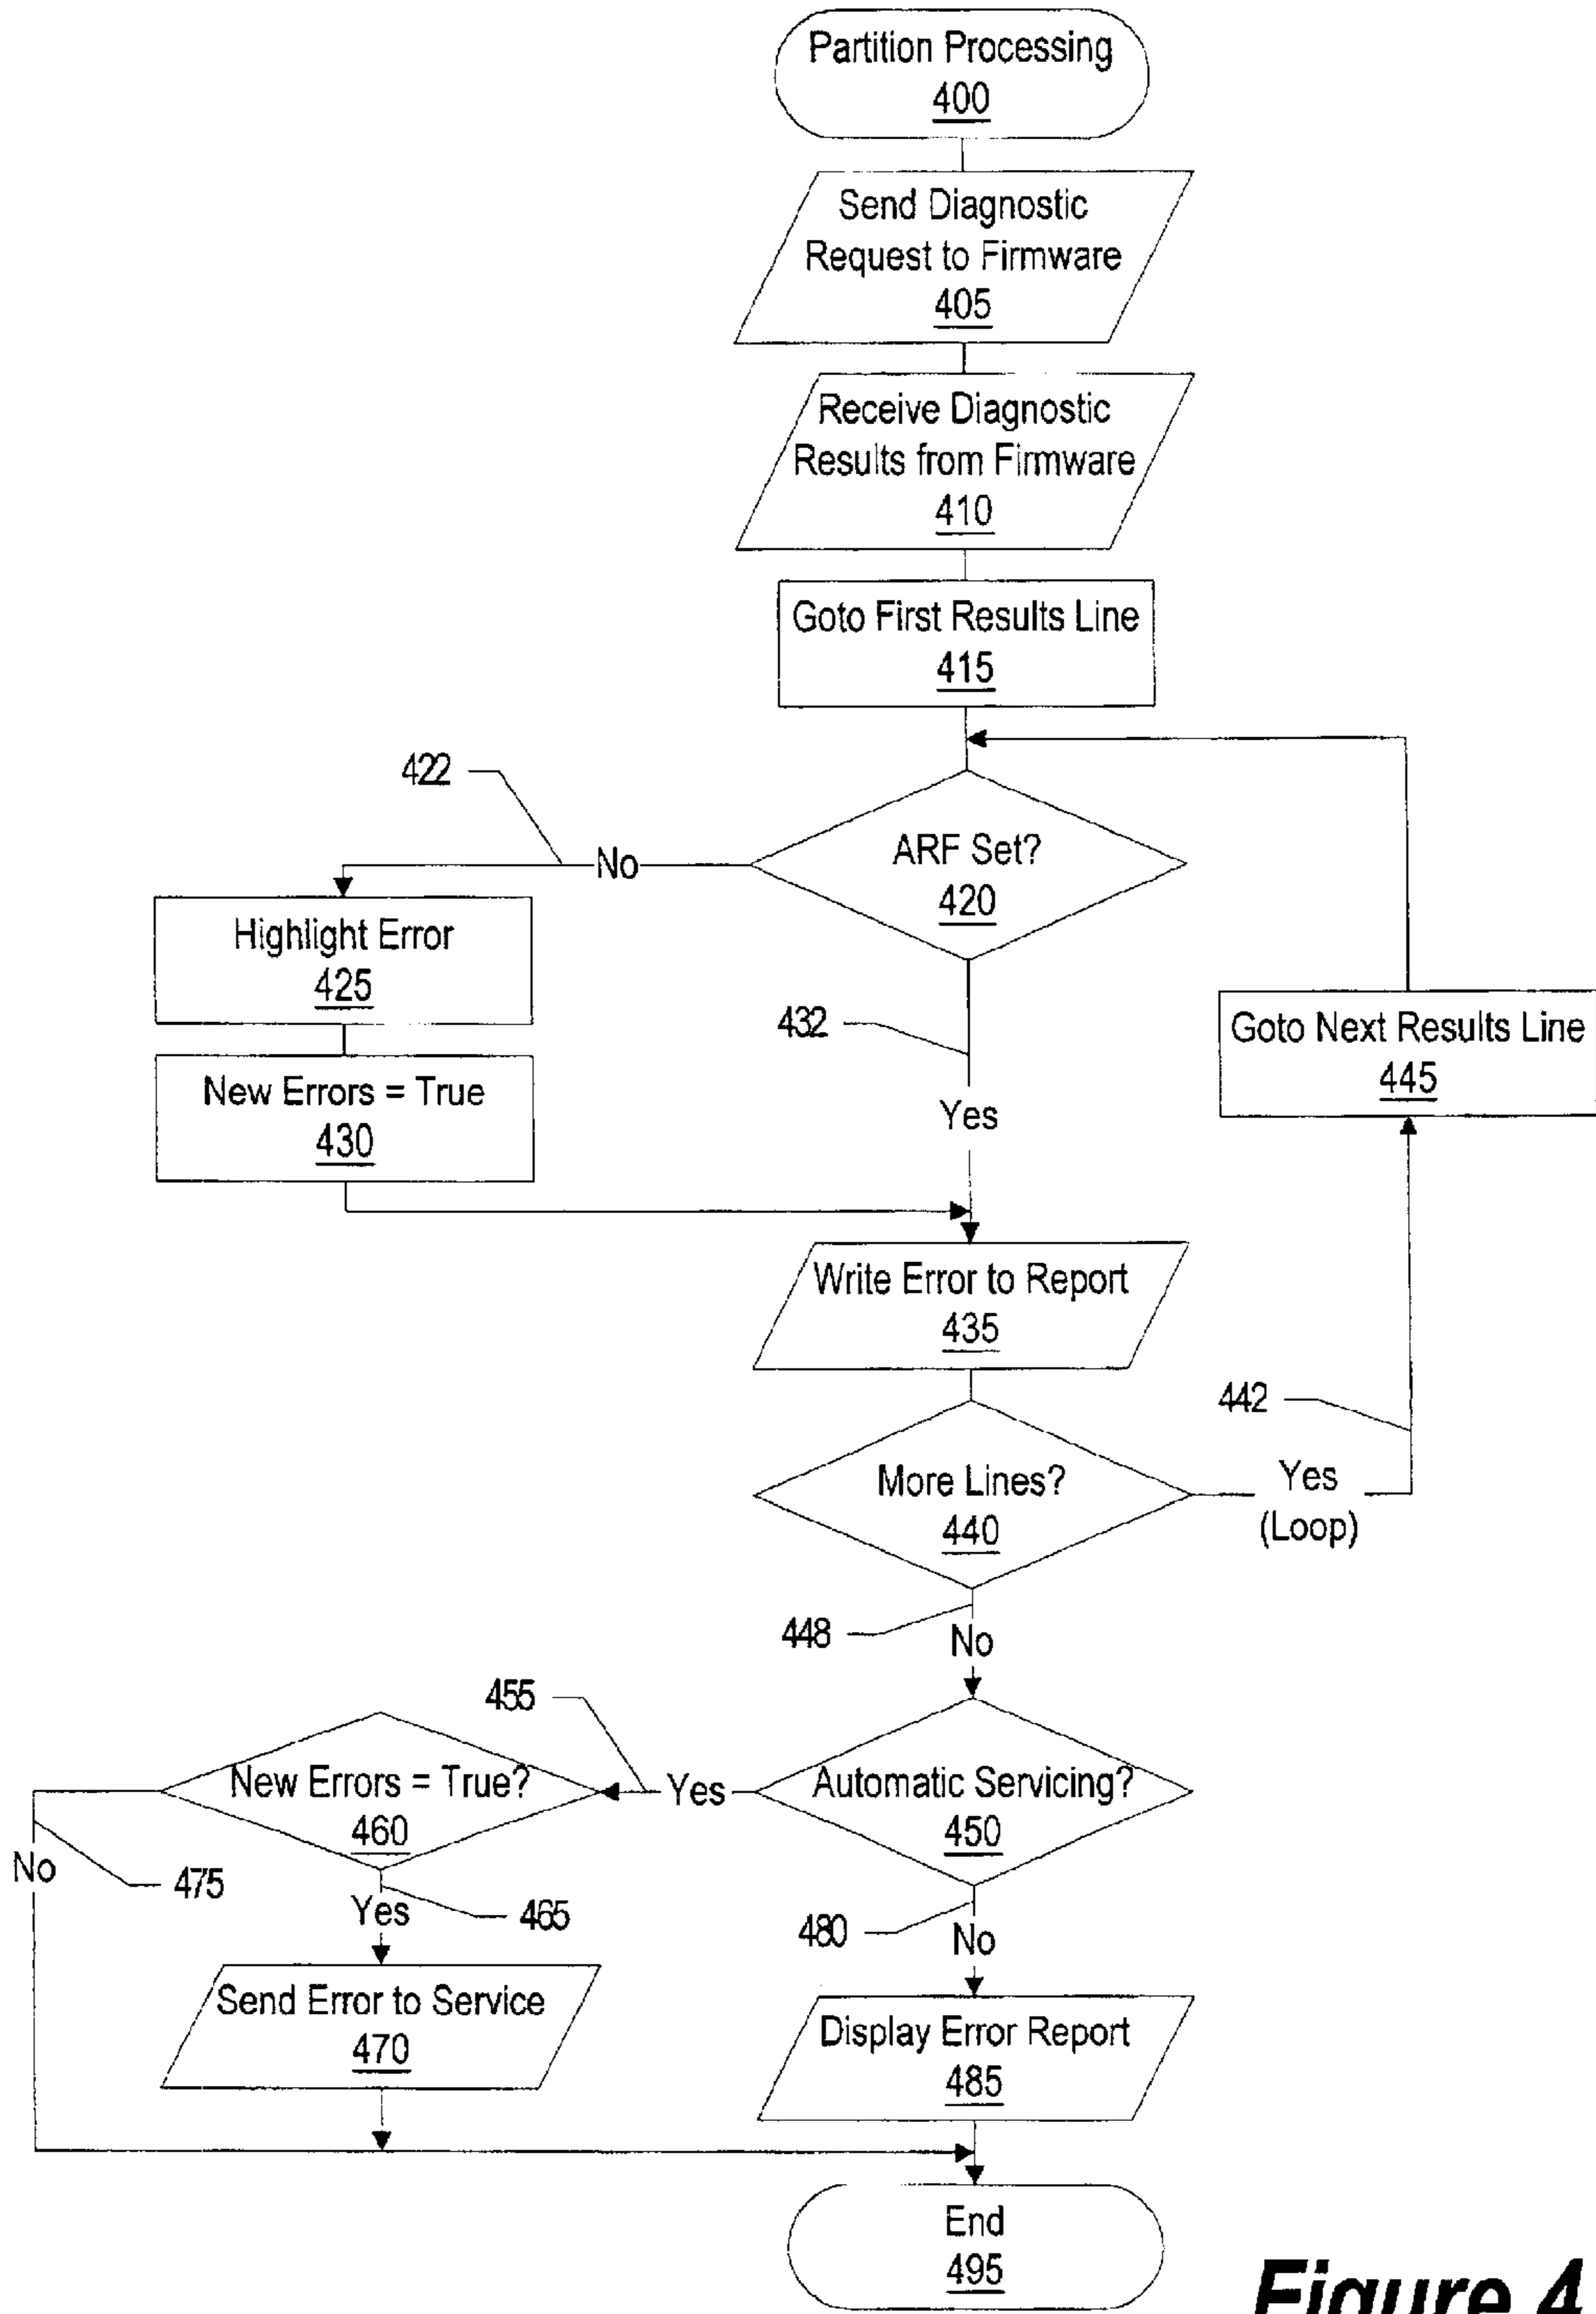 Partition Processing
400
Send Diagnostic
Request to Firmware
405
Receive Diagnostic
Results from Firmware
410
Goto First Results Line
415
422
No
ARF Set?
420
Highlight Error
425
432
Goto Next Results Line
445
New Errors = True
430
Yes
Write Error to Report
435
442
More Lines?
440
Yes
(Loop)
448
No
455
New Errors = True?
460
Yes
Automatic Servicing?
450
No
475
Yes
465
480
No
Send Error to Service
470
Display Error Report
485
End
495
Figure 4